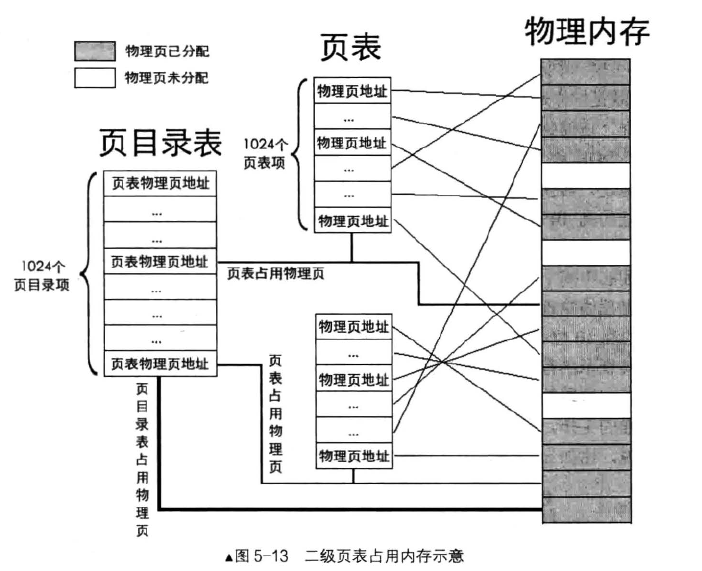 物理页已分配
物理页未分配
页表
物理内存
物理页地址
...
1024个
页表项
物理页地址
...
...
物理页地址
页目录表
页表物理页地址
...
...
1024个
页目录项
页表物理页地址
...
...
...
页表物理页地址
页表占用物理页
物理页地址
...
物理页地址
...
...
物理页地址
页表占用物理页
页目录表占用物理页
▲图 5-13 二级页表占用内存示意